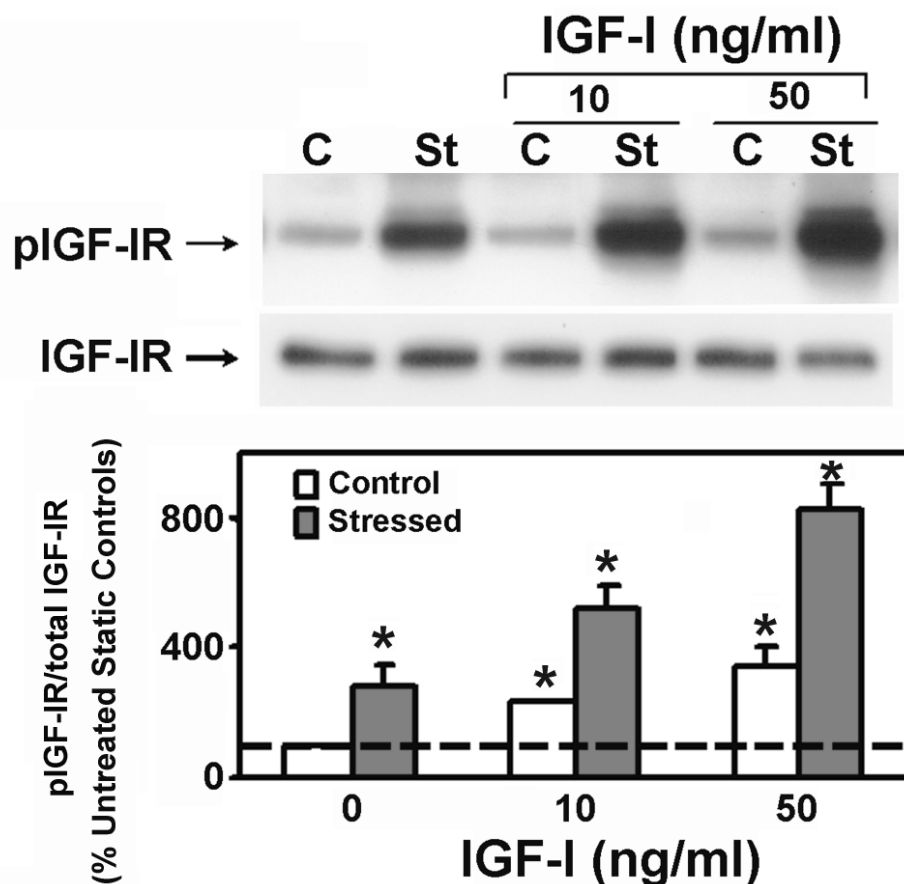 IGF-I (ng/ml)
10 50
C St C St C St
pIGF-IR
IGF-IR
pIGF-IR/total IGF-IR
(% Untreated Static Controls)
Control
Stressed
800
400
0
* * * * *
0 10 50
IGF-I (ng/ml)